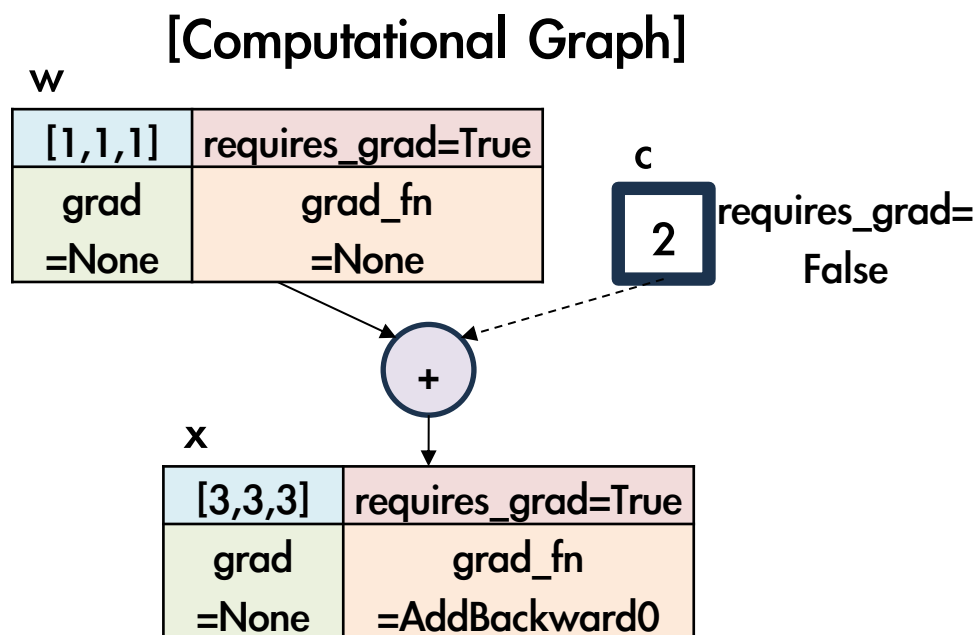 [Computational Graph]
w
[1,1,1] requires_grad=True
grad
=None
grad_fn
=None
c
2
requires_grad=
False
+
x
[3,3,3] requires_grad=True
grad
=None
grad_fn
=AddBackward0